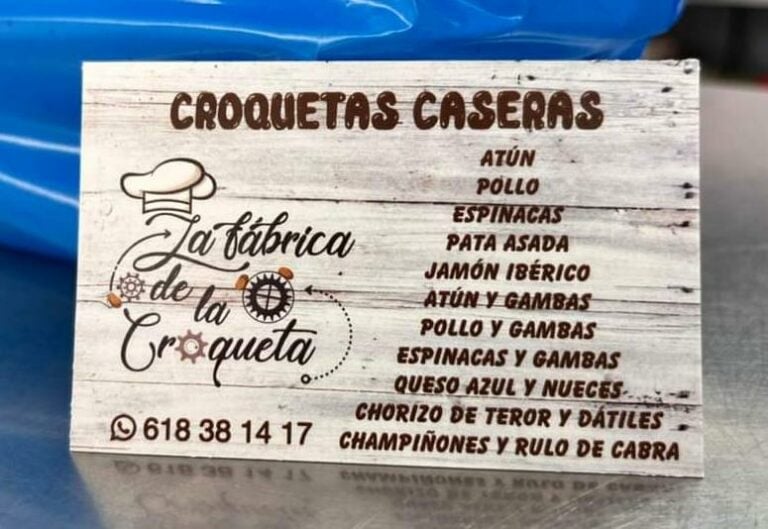 CROQUETAS CASERAS
La fábrica
de la
Croqueta
618 38 14 17
ATÚN
POLLO
ESPINACAS
PATA ASADA
JAMÓN IBÉRICO
ATÚN Y GAMBAS
POLLO Y GAMBAS
ESPINACAS Y GAMBAS
QUESO AZUL Y NUECES
CHORIZO DE TEROR Y DÁTILES
CHAMPIÑONES Y RULO DE CABRA